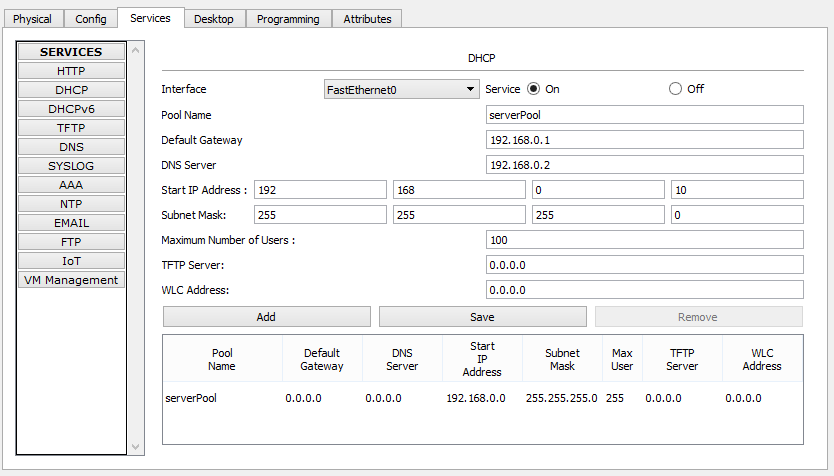 Physical Config Services Desktop Programming Attributes
SERVICES
HTTP
DHCP
DHCPv6
TFTP
DNS
SYSLOG
AAA
NTP
EMAIL
FTP
IoT
VM Management
DHCP
Interface FastEthernet0 Service On Off
Pool Name serverPool
Default Gateway 192.168.0.1
DNS Server 192.168.0.2
Start IP Address : 192 168 0 10
Subnet Mask: 255 255 255 0
Maximum Number of Users : 100
TFTP Server: 0.0.0.0
WLC Address: 0.0.0.0
Add Save Remove
Pool Name Default Gateway DNS Server Start IP Address Subnet Mask Max User TFTP Server WLC Address
serverPool 0.0.0.0 0.0.0.0 192.168.0.0 255.255.255.0 255 0.0.0.0 0.0.0.0